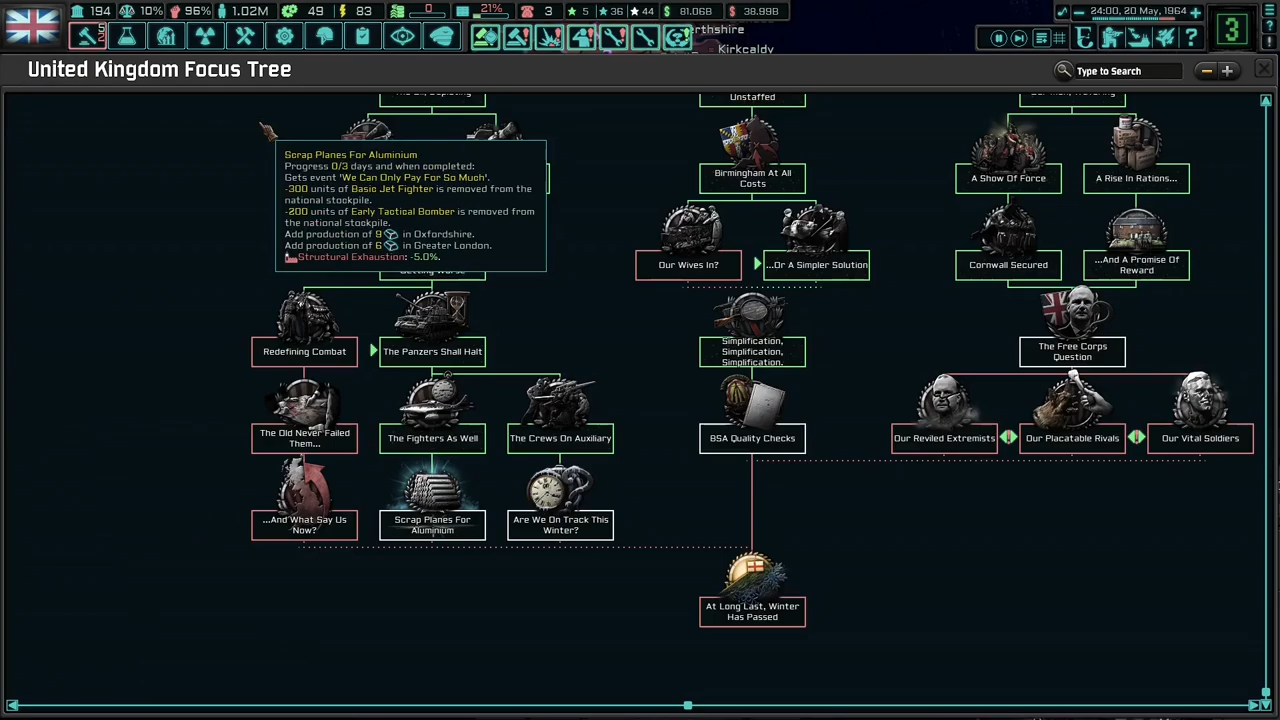 194 10% 96% 1.02M 49 83 0 21% 3 5 36 44 $ 81.06B $ 38.99B
24:00, 20 May, 1964
3
erthshire
Kirkcaldy
United Kingdom Focus Tree
Type to Search
Unstaffed
Scrap Planes For Aluminium
Progress 0/3 days and when completed:
Gets event 'We Can Only Pay For So Much'.
-300 units of Basic Jet Fighter is removed from the
national stockpile.
-200 units of Early Tactical Bomber is removed from
the national stockpile.
Add production of 9 in Oxfordshire.
Add production of 6 in Greater London.
Structural Exhaustion: -5.0%.
Getting Worse
Birmingham At All
Costs
A Show Of Force
A Rise In Rations...
Our Wives In?
...Or A Simpler Solution
Cornwall Secured
...And A Promise Of
Reward
Redefining Combat
The Panzers Shall Halt
Simplification,
Simplification,
Simplification.
The Free Corps
Question
The Old Never Failed
Them...
The Fighters As Well
The Crews On Auxiliary
BSA Quality Checks
Our Reviled Extremists
Our Placatable Rivals
Our Vital Soldiers
...And What Say Us
Now?
Scrap Planes For
Aluminium
Are We On Track This
Winter?
At Long Last, Winter
Has Passed